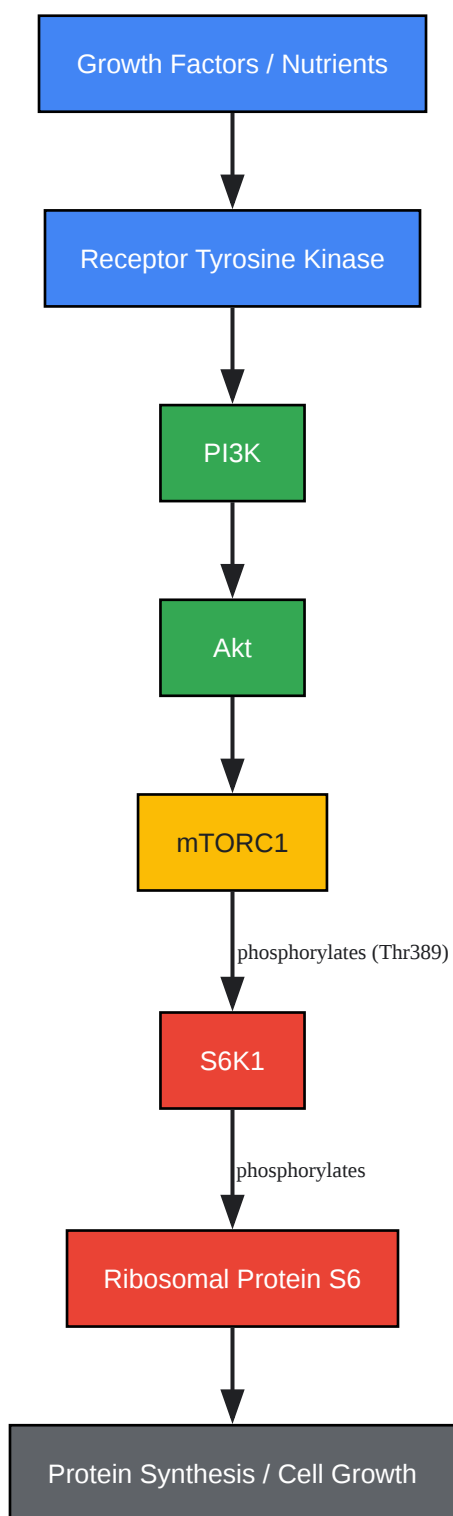 Growth Factors / Nutrients
Receptor Tyrosine Kinase
PI3K
Akt
mTORC1
phosphorylates (Thr389)
S6K1
phosphorylates
Ribosomal Protein S6
Protein Synthesis / Cell Growth